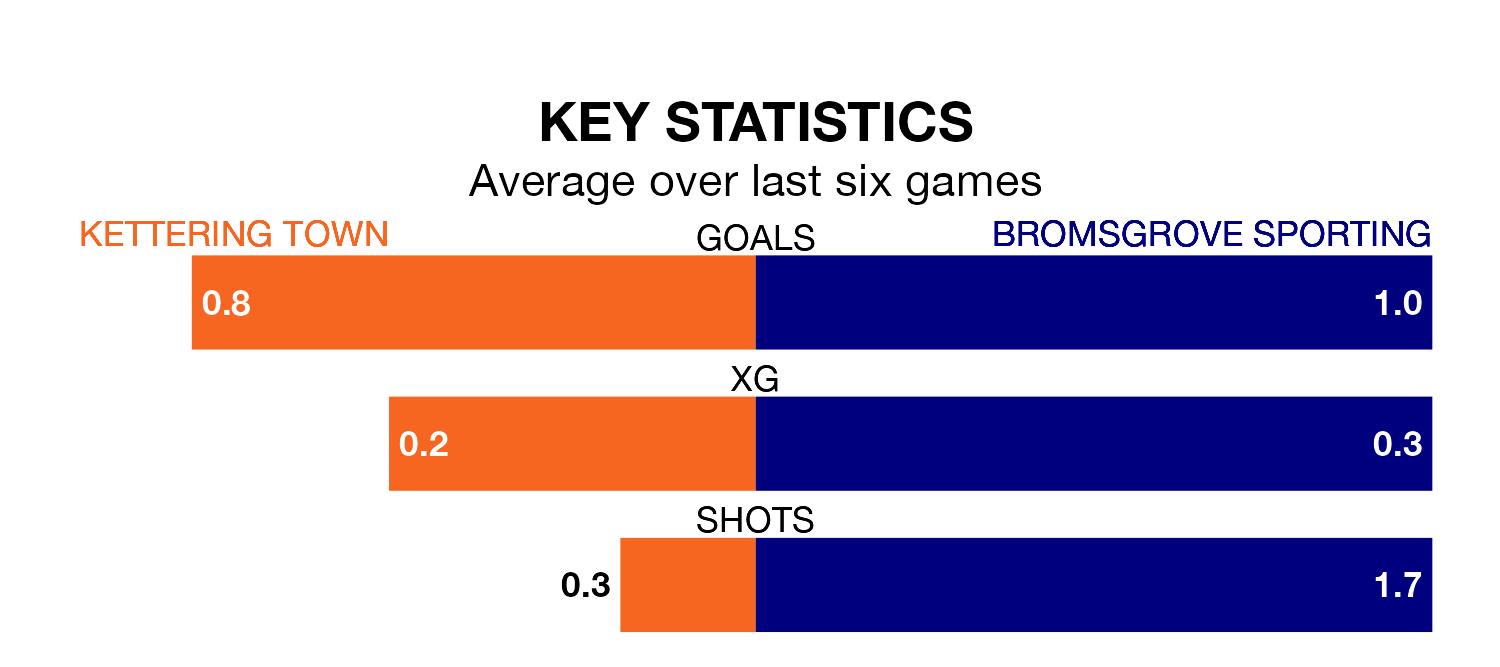 KEY STATISTICS
Average over last six games
KETTERING TOWN
GOALS
BROMSGROVE SPORTING
0.8
1.0
XG
0.2
0.3
SHOTS
0.3
1.7